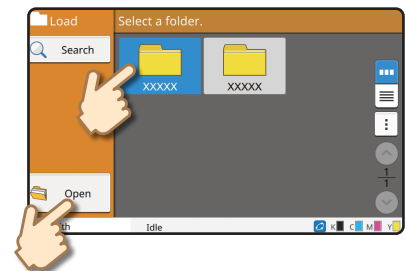 Load
Select a folder.
Search
XXXXX
XXXXX
1
1
Open
Idle
K
C
M
Y